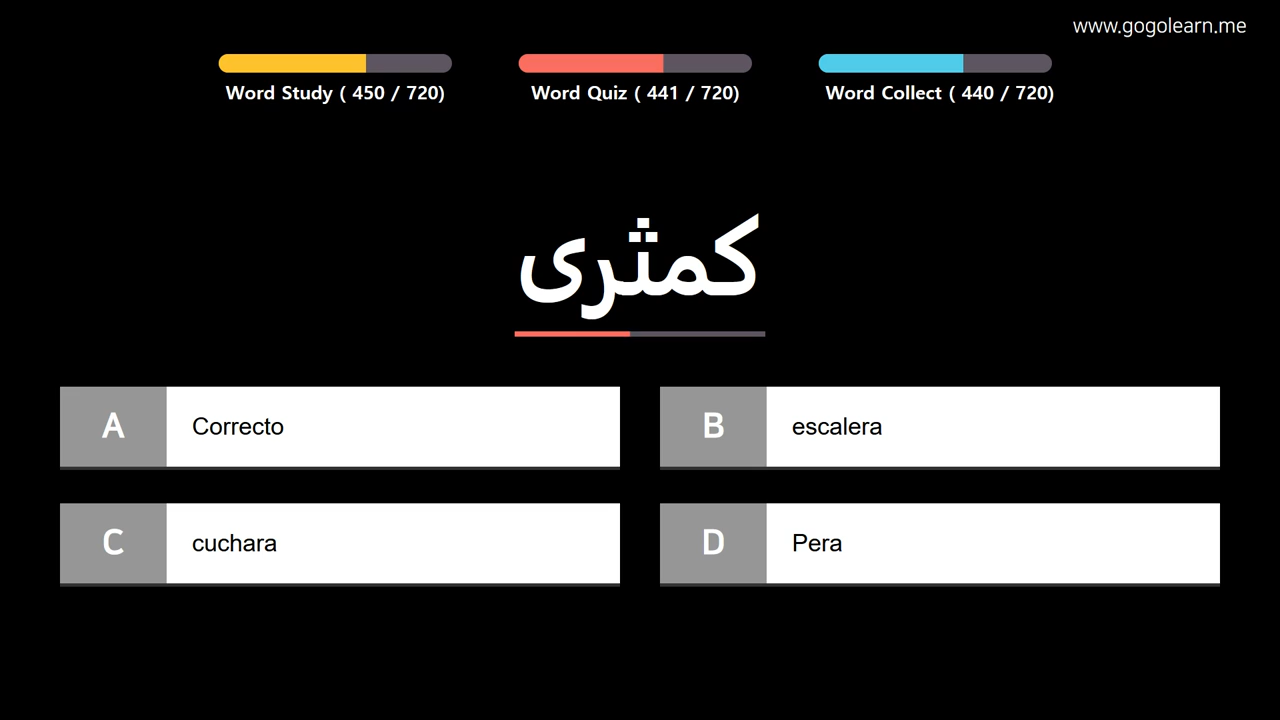 www.gogolearn.me
Word Study ( 450 / 720)
Word Quiz ( 441 / 720)
Word Collect ( 440 / 720)
كمثرى
A Correcto
B escalera
C cuchara
D Pera